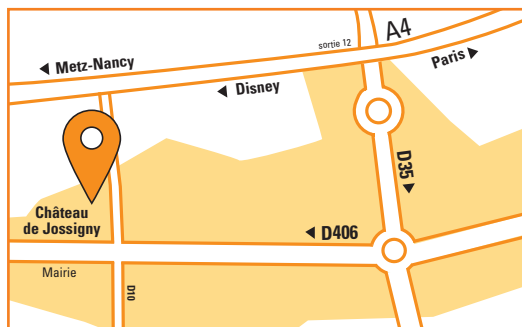 sortie 12
A4
Metz-Nancy
Paris
Disney
D35
Château
de Jossigny
D406
Mairie
D10